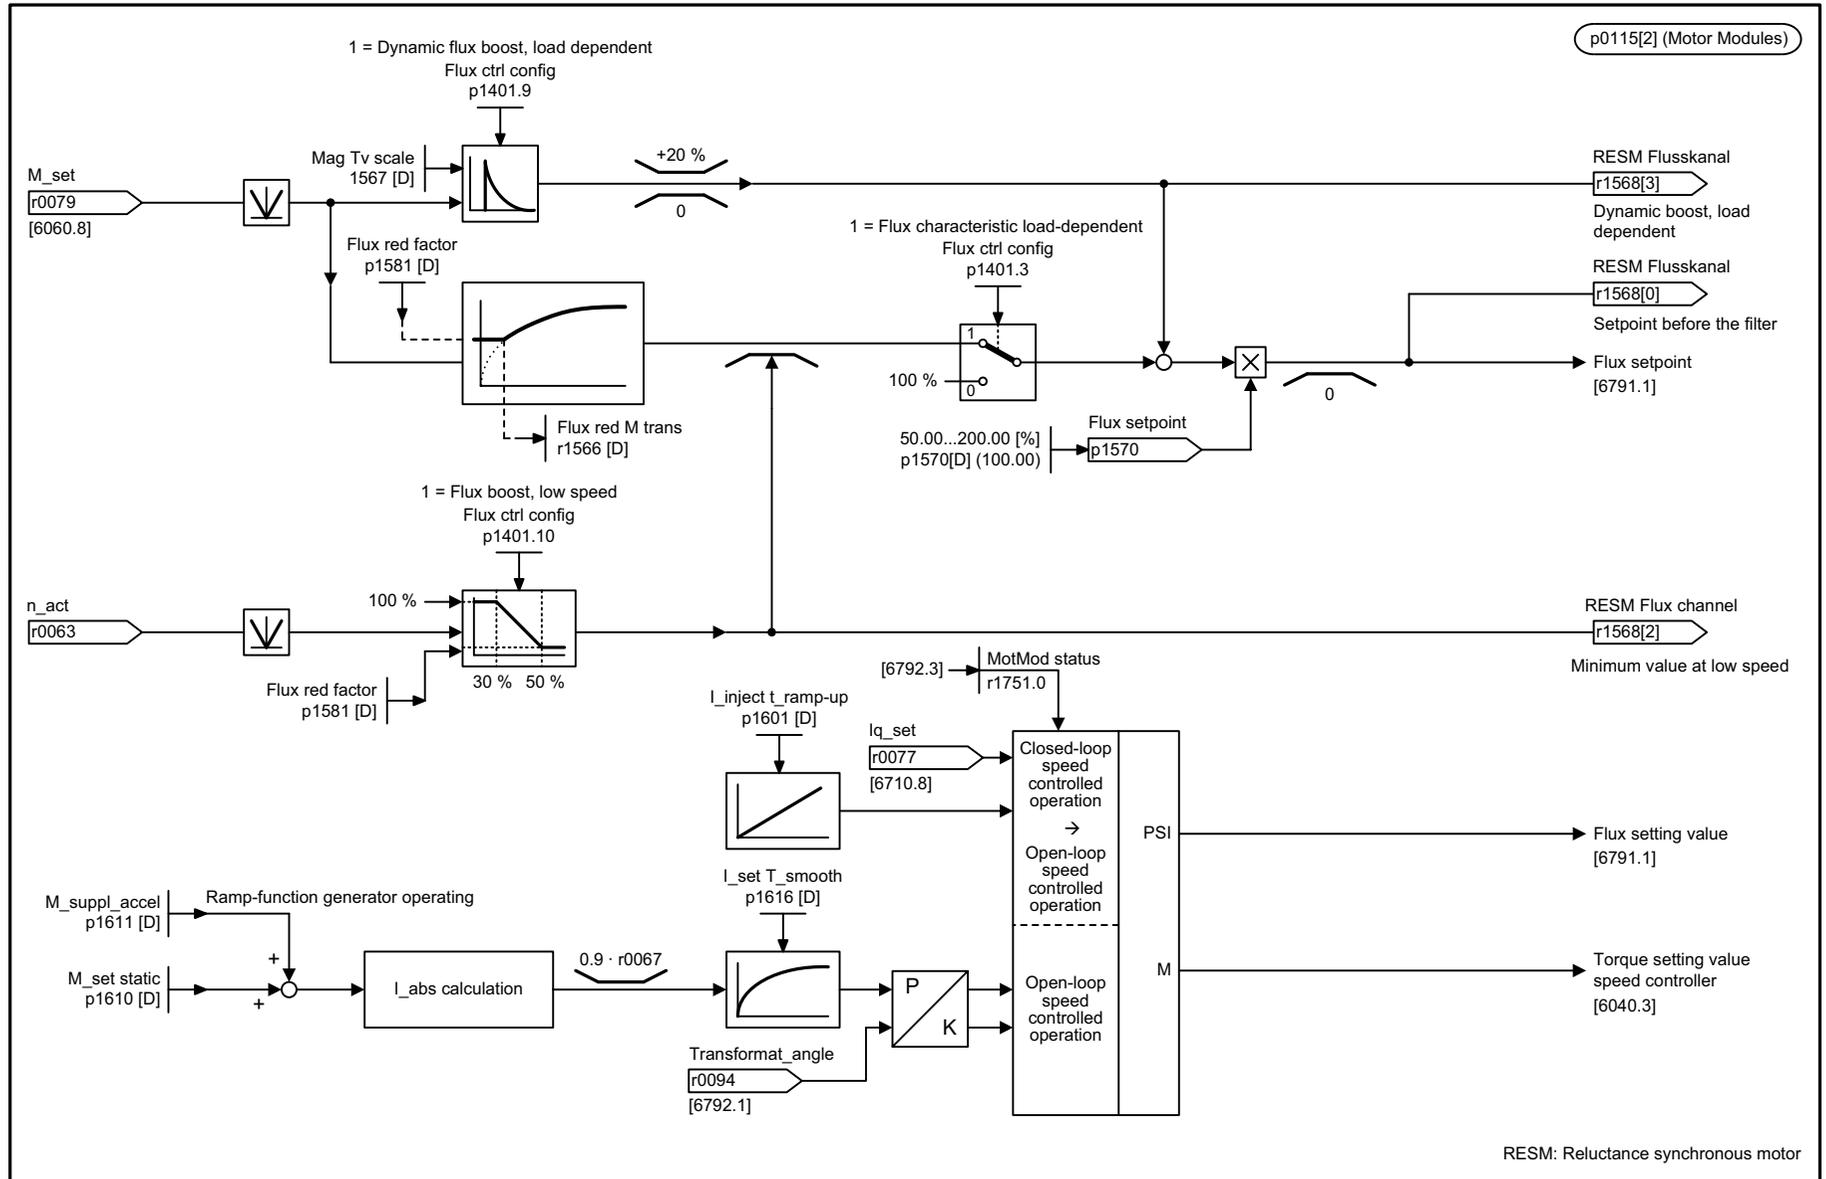 p0115[2] (Motor Modules)
1 = Dynamic flux boost, load dependent
Flux ctrl config
p1401.9
Mag Tv scale
1567 [D]
+20 %
0
M_set
r0079
[6060.8]
RESM Flusskanal
r1568[3]
Dynamic boost, load
dependent
Flux red factor
p1581 [D]
1 = Flux characteristic load-dependent
Flux ctrl config
p1401.3
1
100 %
0
RESM Flusskanal
r1568[0]
Setpoint before the filter
Flux setpoint
[6791.1]
0
Flux red M trans
r1566 [D]
50.00...200.00 [%]
p1570[D] (100.00)
Flux setpoint
p1570
1 = Flux boost, low speed
Flux ctrl config
p1401.10
100 %
n_act
r0063
30 % 50 %
Flux red factor
p1581 [D]
RESM Flux channel
r1568[2]
Minimum value at low speed
[6792.3]
MotMod status
r1751.0
I_inject t_ramp-up
p1601 [D]
Iq_set
r0077
[6710.8]
Closed-loop
speed
controlled
operation
→
Open-loop
speed
controlled
operation
PSI
Flux setting value
[6791.1]
I_set T_smooth
p1616 [D]
M_suppl_accel
p1611 [D]
Ramp-function generator operating
+
M_set static
p1610 [D]
+
I_abs calculation
0.9 · r0067
P
K
Open-loop
speed
controlled
operation
M
Torque setting value
speed controller
[6040.3]
Transformat_angle
r0094
[6792.1]
RESM: Reluctance synchronous motor